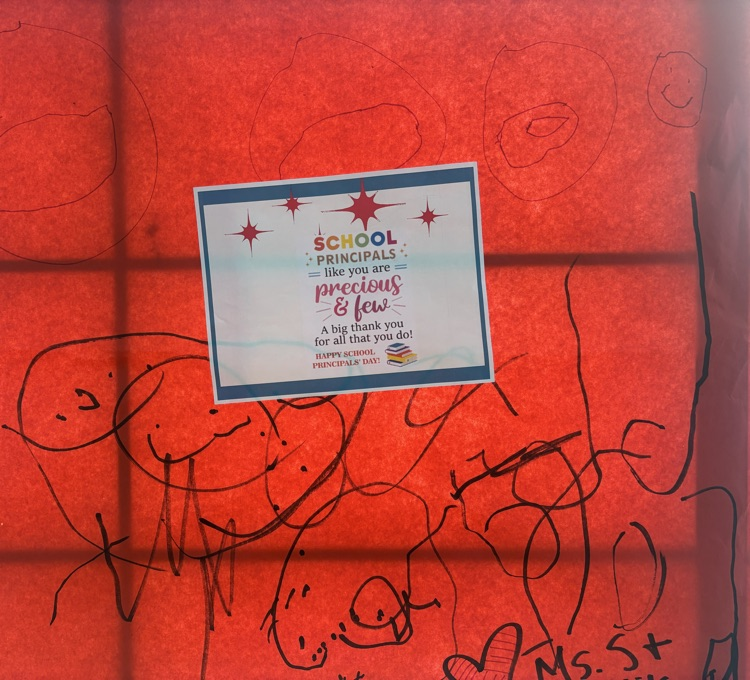 SCHOOL
PRINCIPALS
like you are
precious
& few
A big thank you
for all that you do!
HAPPY SCHOOL
PRINCIPALS' DAY!
Ms. St